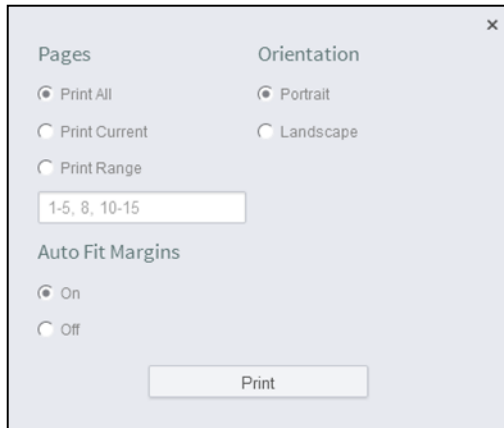 ×
Pages
Print All
Print Current
Print Range
1-5, 8, 10-15
Orientation
Portrait
Landscape
Auto Fit Margins
On
Off
Print